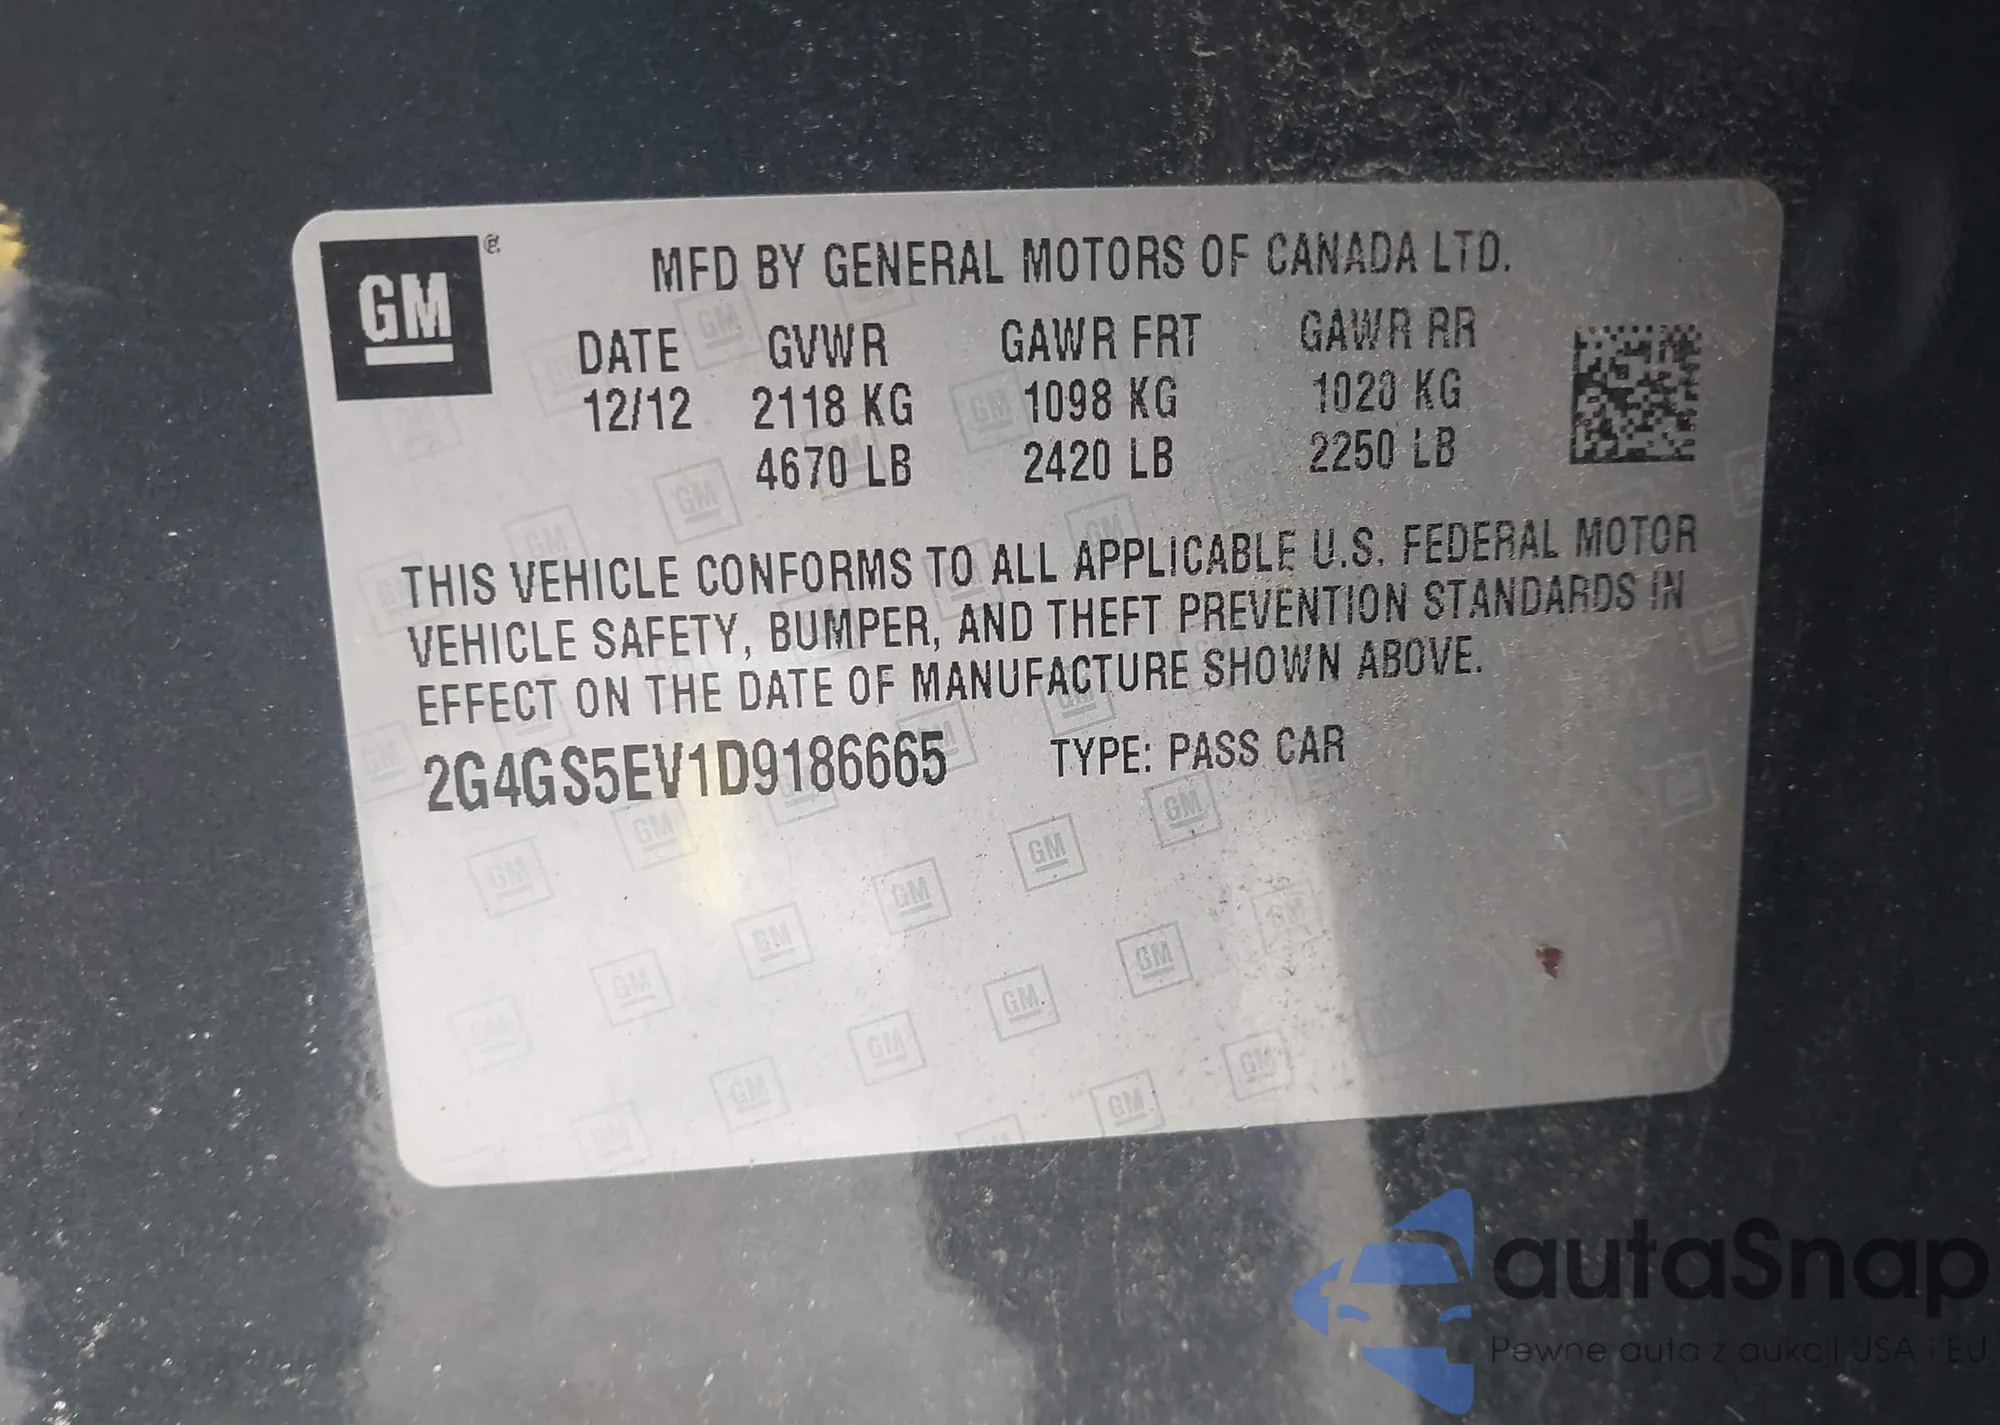 GM ®
MFD BY GENERAL MOTORS OF CANADA LTD.
DATE GVWR GAWR FRT GAWR RR
12/12 2118 KG 1098 KG 1020 KG
4670 LB 2420 LB 2250 LB
THIS VEHICLE CONFORMS TO ALL APPLICABLE U.S. FEDERAL MOTOR
VEHICLE SAFETY, BUMPER, AND THEFT PREVENTION STANDARDS IN
EFFECT ON THE DATE OF MANUFACTURE SHOWN ABOVE.
2G4GS5EV1D9186665 TYPE: PASS CAR
autaSnap
Pewne auta z aukcji USA i EU